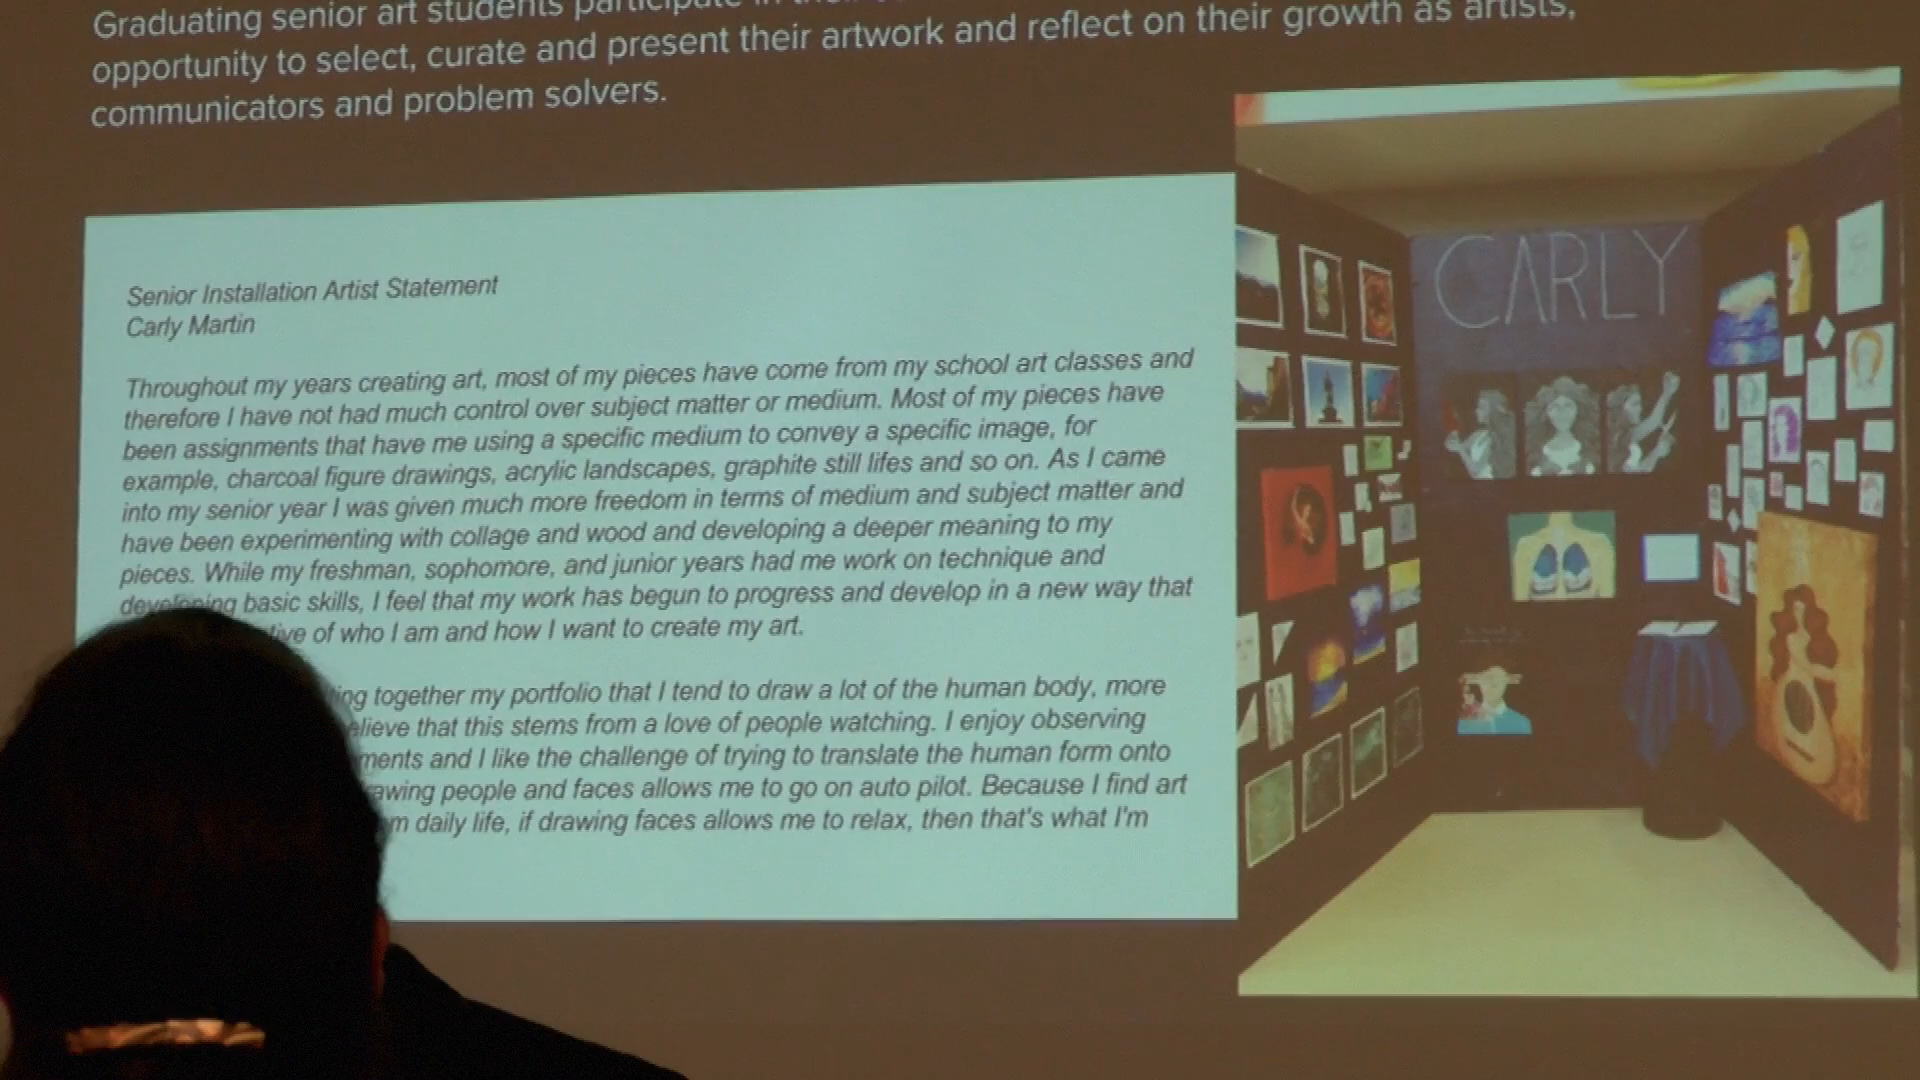 Graduating senior art students participate in their
opportunity to select, curate and present their artwork and reflect on their growth as artists,
communicators and problem solvers.
Senior Installation Artist Statement
Carly Martin
Throughout my years creating art, most of my pieces have come from my school art classes and
therefore I have not had much control over subject matter or medium. Most of my pieces have
been assignments that have me using a specific medium to convey a specific image, for
example, charcoal figure drawings, acrylic landscapes, graphite still lifes and so on. As I came
into my senior year I was given much more freedom in terms of medium and subject matter and
have been experimenting with collage and wood and developing a deeper meaning to my
pieces. While my freshman, sophomore, and junior years had me work on technique and
developing basic skills, I feel that my work has begun to progress and develop in a new way that
of who I am and how I want to create my art.
together my portfolio that I tend to draw a lot of the human body, more
that this stems from a love of people watching. I enjoy observing
and I like the challenge of trying to translate the human form onto
people and faces allows me to go on auto pilot. Because I find art
daily life, if drawing faces allows me to relax, then that's what I'm
CARLY